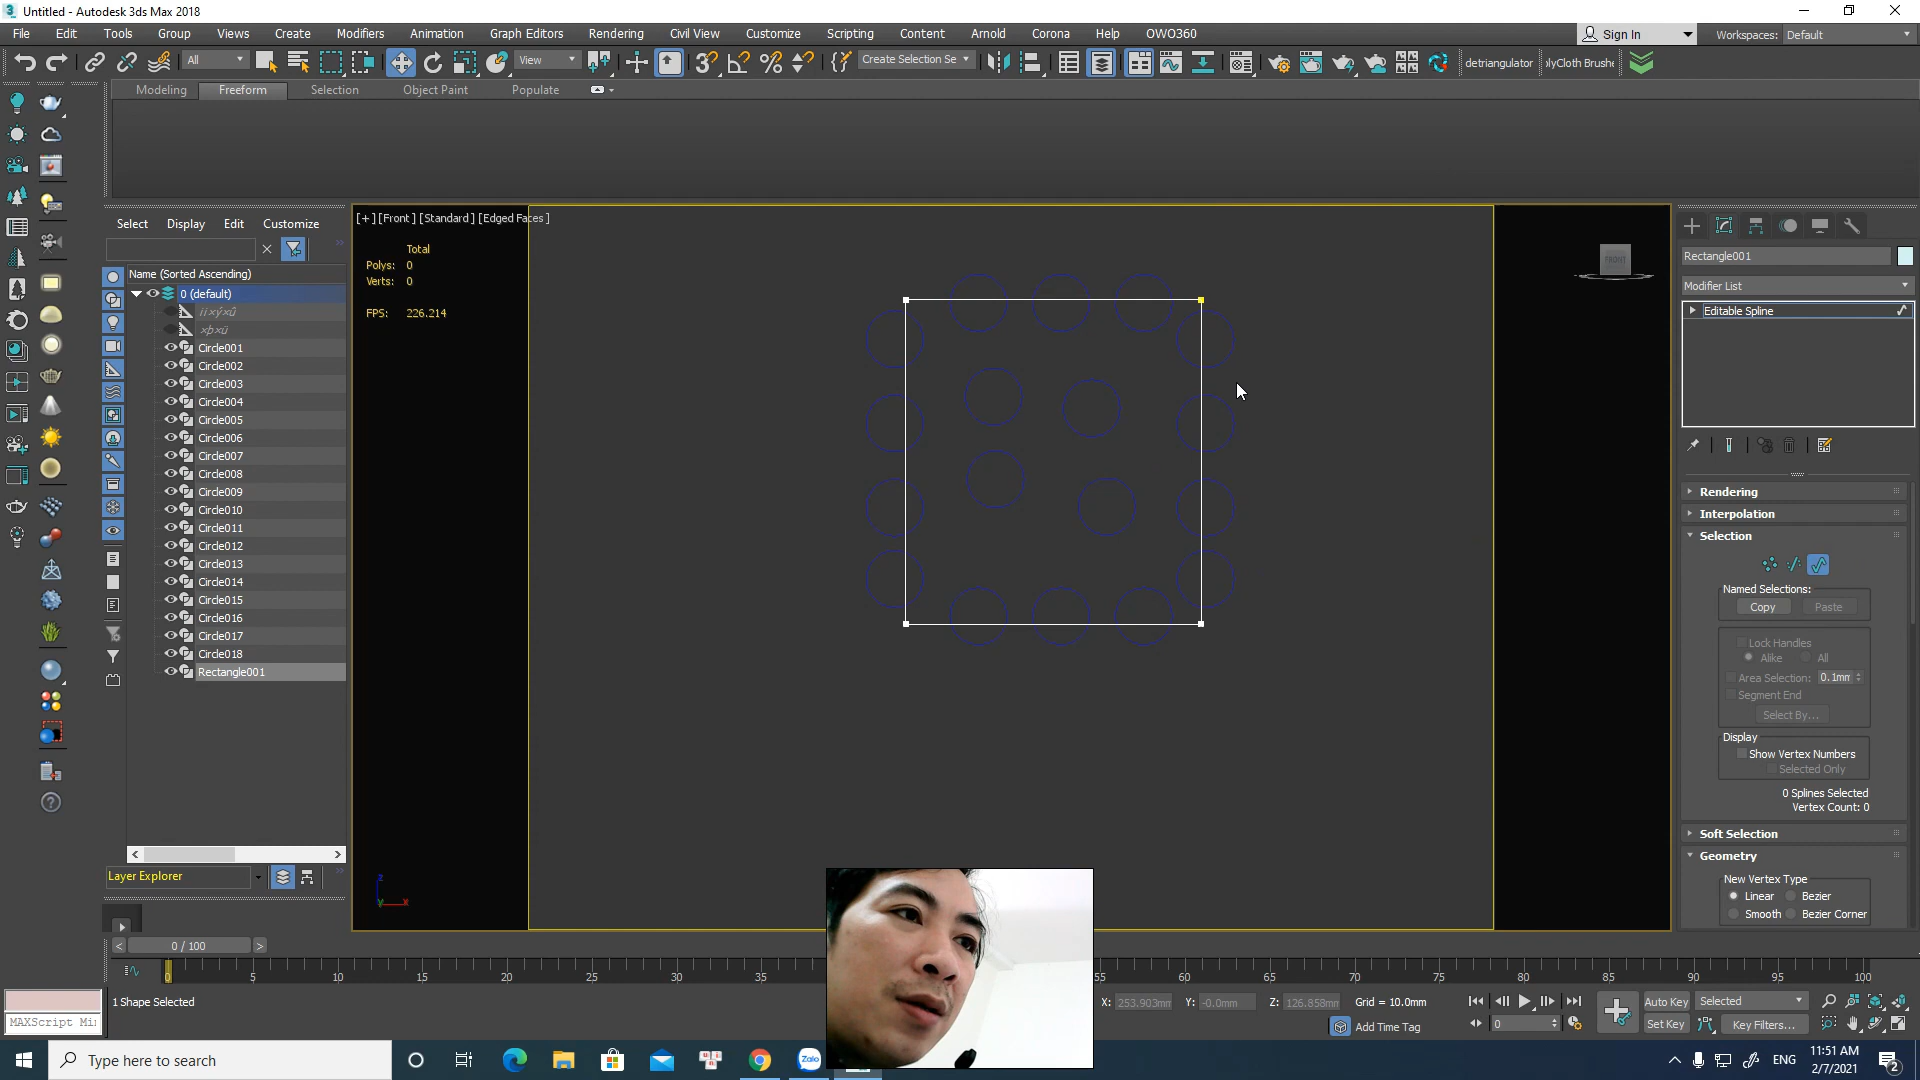 Untitled - Autodesk 3ds Max 2018
File Edit Tools Group Views Create Modifiers Animation Graph Editors Rendering Civil View Customize Scripting Content Arnold Corona Help OWO360
Sign In Workspaces: Default
All View Create Selection Se detriangulator
Modeling Freeform Selection Object Paint Populate
Select Display Edit Customize
Name (Sorted Ascending)
0 (default)
Circle001
Circle002
Circle003
Circle004
Circle005
Circle006
Circle007
Circle008
Circle009
Circle010
Circle011
Circle012
Circle013
Circle014
Circle015
Circle016
Circle017
Circle018
Rectangle001
Layer Explorer
[+] [Front] [Standard] [Edged Faces]
Total
Polys: 0
Verts: 0
FPS: 226.214
FRONT
z
y x
Rectangle001
Modifier List
Editable Spline
Rendering
Interpolation
Selection
Named Selections:
Copy Paste
Lock Handles
Alike All
Area Selection: 0.1mm
Segment End
Select By...
Display
Show Vertex Numbers
Selected Only
0 Splines Selected
Vertex Count: 0
Soft Selection
Geometry
New Vertex Type
Linear Bezier
Smooth Bezier Corner
0 / 100
0 5 10 15 20 25 30 35 55 60 65 70 75 80 85 90 95 100
1 Shape Selected
MAXScript Mi
X: 253.903mm Y: -0.0mm Z: 126.858mm Grid = 10.0mm
Add Time Tag
0
Auto Key Selected
Set Key Key Filters...
Type here to search
Zalo
ENG
11:51 AM
2/7/2021
2